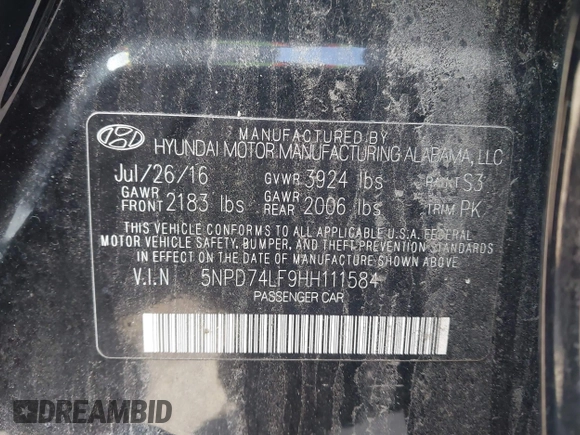 MANUFACTURED BY
HYUNDAI MOTOR MANUFACTURING ALABAMA, LLC
Jul/26/16 GVWR 3924 lbs PAINT S3
GAWR FRONT 2183 lbs GAWR REAR 2006 lbs TRIM PK
THIS VEHICLE CONFORMS TO ALL APPLICABLE U.S.A. FEDERAL
MOTOR VEHICLE SAFETY, BUMPER, AND THEFT PREVENTION STANDARDS
IN EFFECT ON THE DATE OF MANUFACTURE SHOWN ABOVE
V.I.N 5NPD74LF9HH111584
PASSENGER CAR
DREAMBID